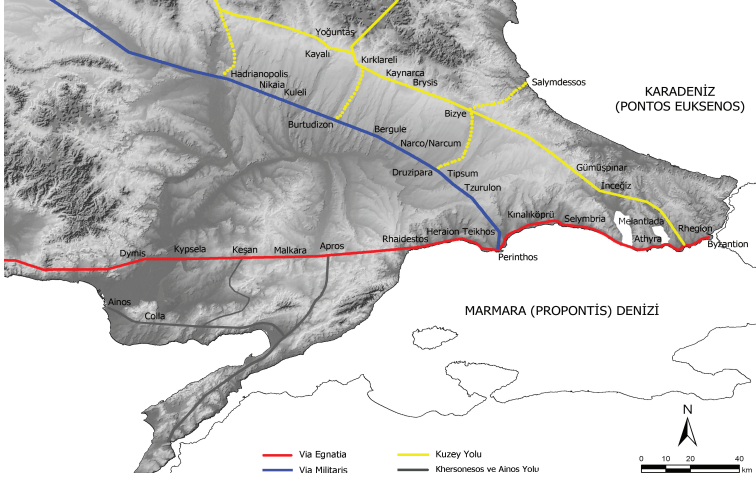 Yoğuntaş
Kayalı
Kırklareli
Hadrianopolis
Kaynarca
Nikaia
Brysis
Salymdessos
Kuleli
KARADENİZ
(PONTOS EUKSENOS)
Burtudizon
Bizye
Bergule
Narco/Narcum
Gümüşpınar
Druzipara
Tipsum
İnceğiz
Tzurulon
Kınalıköprü
Selymbria
Melantiada
Rhegion
Heraion Teikhos
Athyra
Rhaidestos
Byzantion
Dymis
Kypsela
Keşan
Malkara
Apros
Perinthos
Ainos
Colla
MARMARA (PROPONTİS) DENİZİ
N
Via Egnatia
Kuzey Yolu
Via Militaris
Khersonesos ve Ainos Yolu
0 10 20 40
km